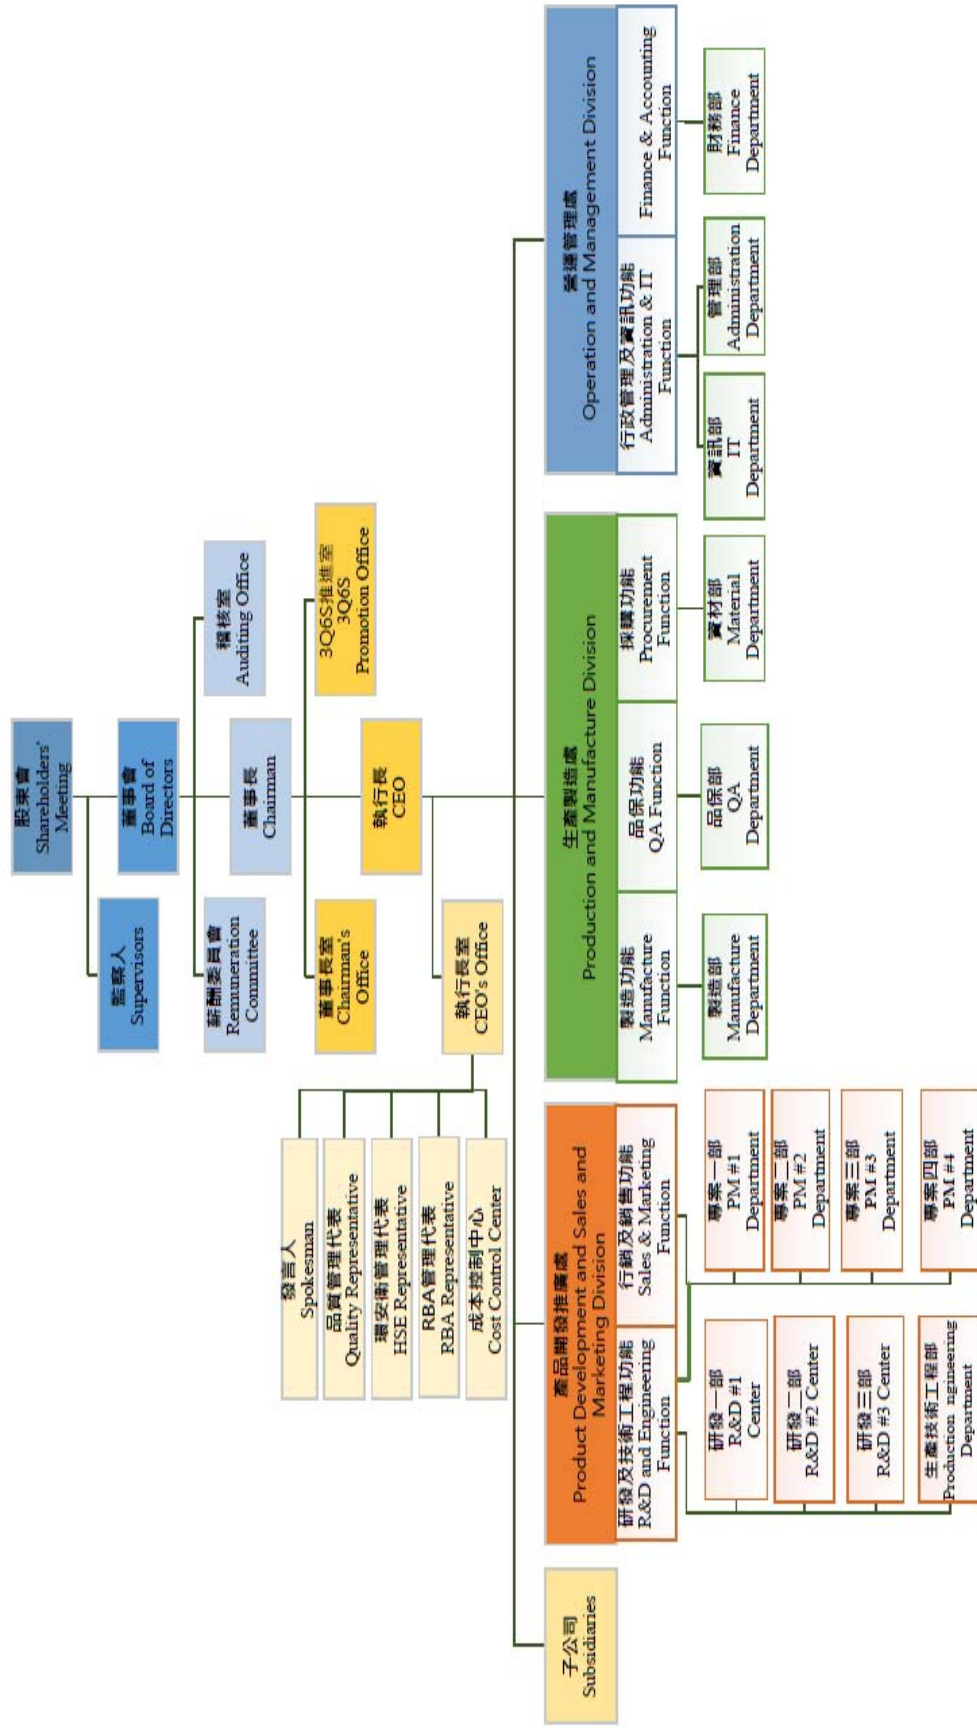 股東會
Shareholders'
Meeting
監察人
Supervisors
董事會
Board of
Directors
薪酬委員會
Remuneration
Committee
稽核室
Auditing Office
董事長
Chairman
董事長室
Chairman's
Office
3Q6S推進室
3Q6S
Promotion Office
執行長
CEO
執行長室
CEO's Office
發言人
Spokesman
品質管理代表
Quality Representative
環安衛管理代表
HSE Representative
RBA管理代表
RBA Representative
成本控制中心
Cost Control Center
子公司
Subsidiaries
產品開發推廣處
Product Development and Sales and
Marketing Division
研發及技術工程功能
R&D and Engineering
Function
行銷及銷售功能
Sales & Marketing
Function
研發一部
R&D #1
Center
研發二部
R&D #2 Center
研發三部
R&D #3 Center
生產技術工程部
Production ngineering
Department
專案一部
PM #1
Department
專案二部
PM #2
Department
專案三部
PM #3
Department
專案四部
PM #4
Department
生產製造處
Production and Manufacture Division
製造功能
Manufacture
Function
品保功能
QA Function
採購功能
Procurement
Function
製造部
Manufacture
Department
品保部
QA
Department
資材部
Material
Department
營運管理處
Operation and Management Division
行政管理及資訊功能
Administration & IT
Function
Finance & Accounting
Function
資訊部
IT
Department
管理部
Administration
Department
財務部
Finance
Department